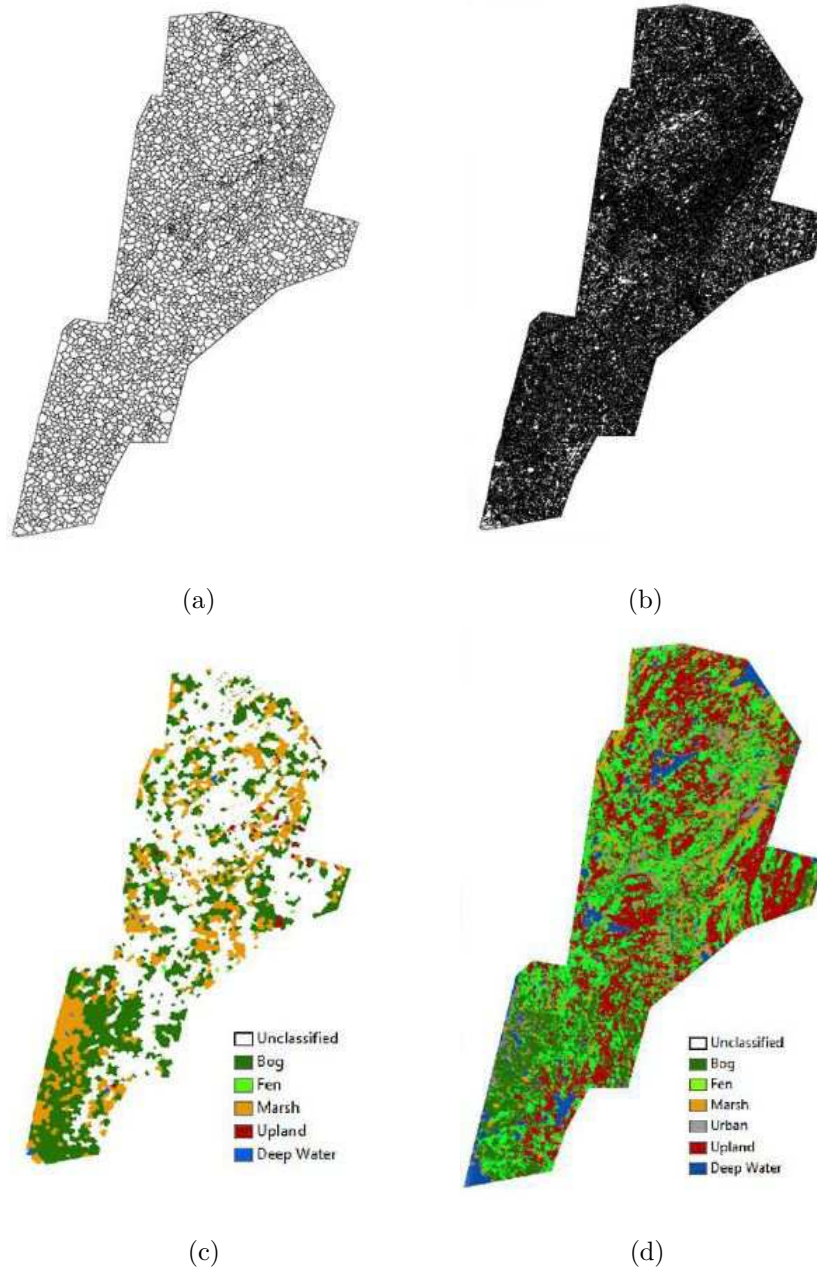 (a)
(b)
Unclassified
Bog
Fen
Marsh
Upland
Deep Water
Unclassified
Bog
Fen
Marsh
Urban
Upland
Deep Water
(c)
(d)